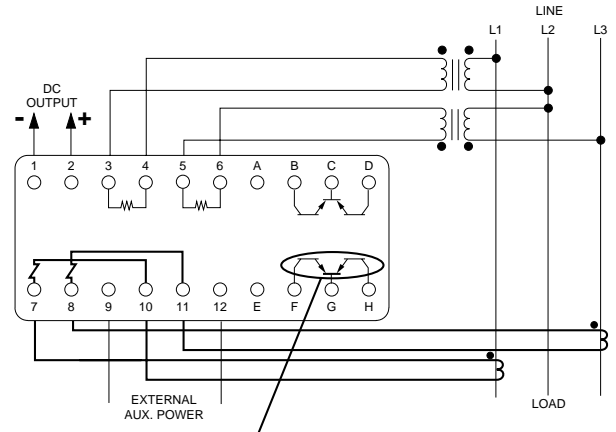 LINE
L1 L2 L3
DC
OUTPUT
- +
1 2 3 4 5 6 A B C D
7 8 9 10 11 12 E F G H
EXTERNAL
AUX. POWER
LOAD